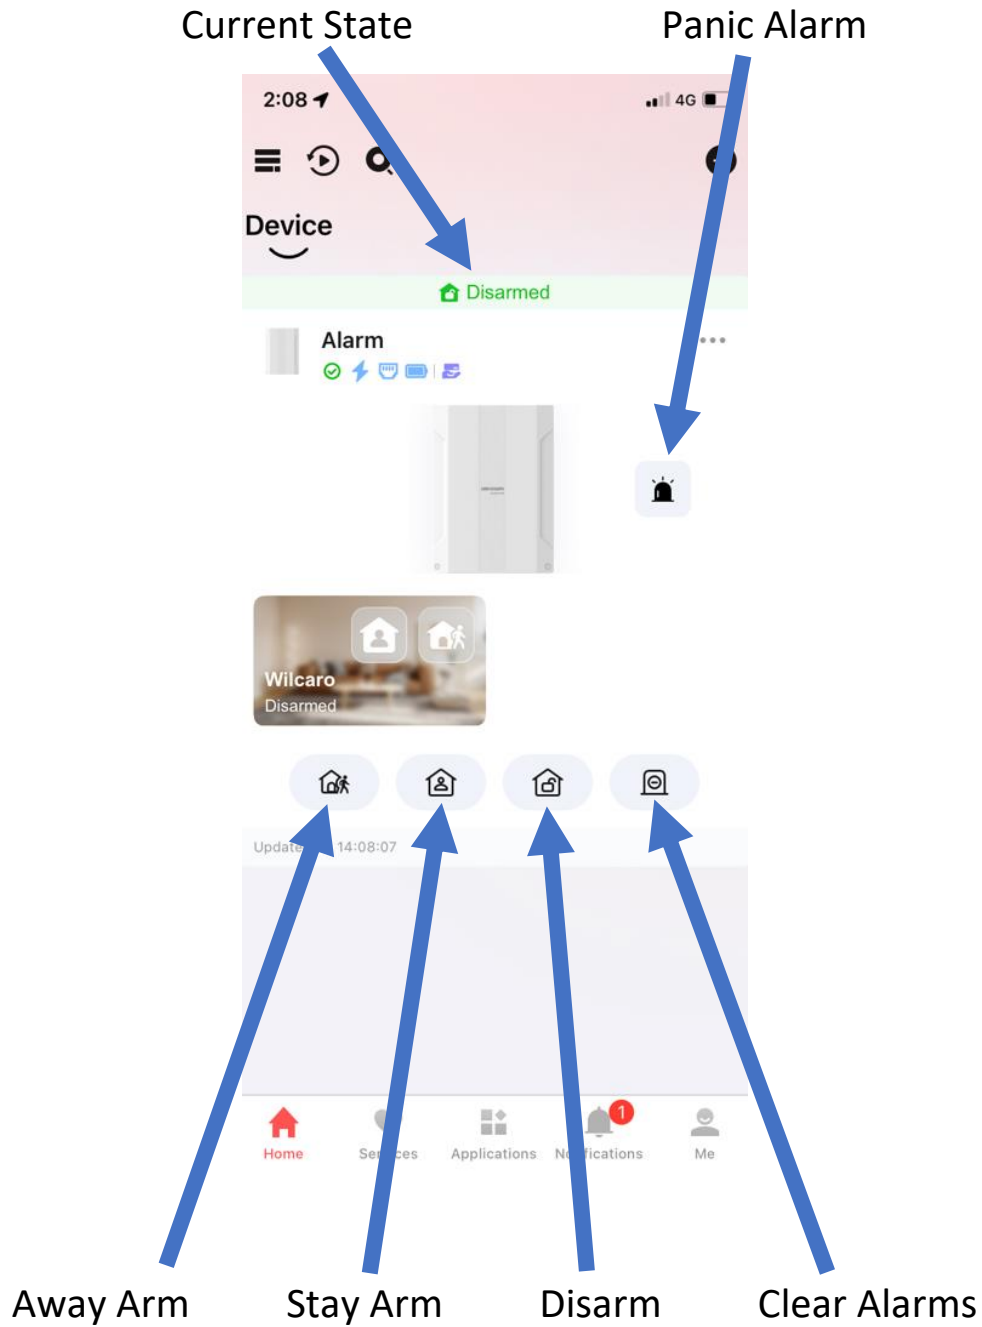 Current State
Panic Alarm
2:08
4G
Device
Disarmed
Alarm
Wilcaro
Disarmed
14:08:07
1
Home
Applications
Me
Away Arm
Stay Arm
Disarm
Clear Alarms